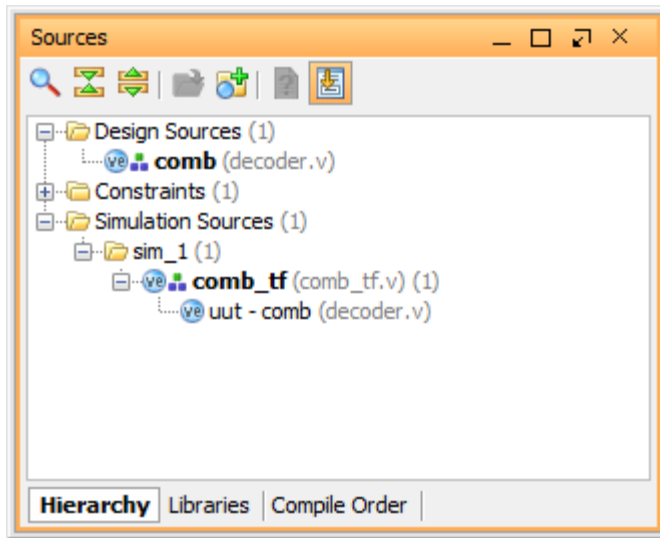 Sources
Design Sources (1)
comb (decoder.v)
Constraints (1)
Simulation Sources (1)
sim_1 (1)
comb_tf (comb_tf.v) (1)
uut - comb (decoder.v)
Hierarchy Libraries Compile Order